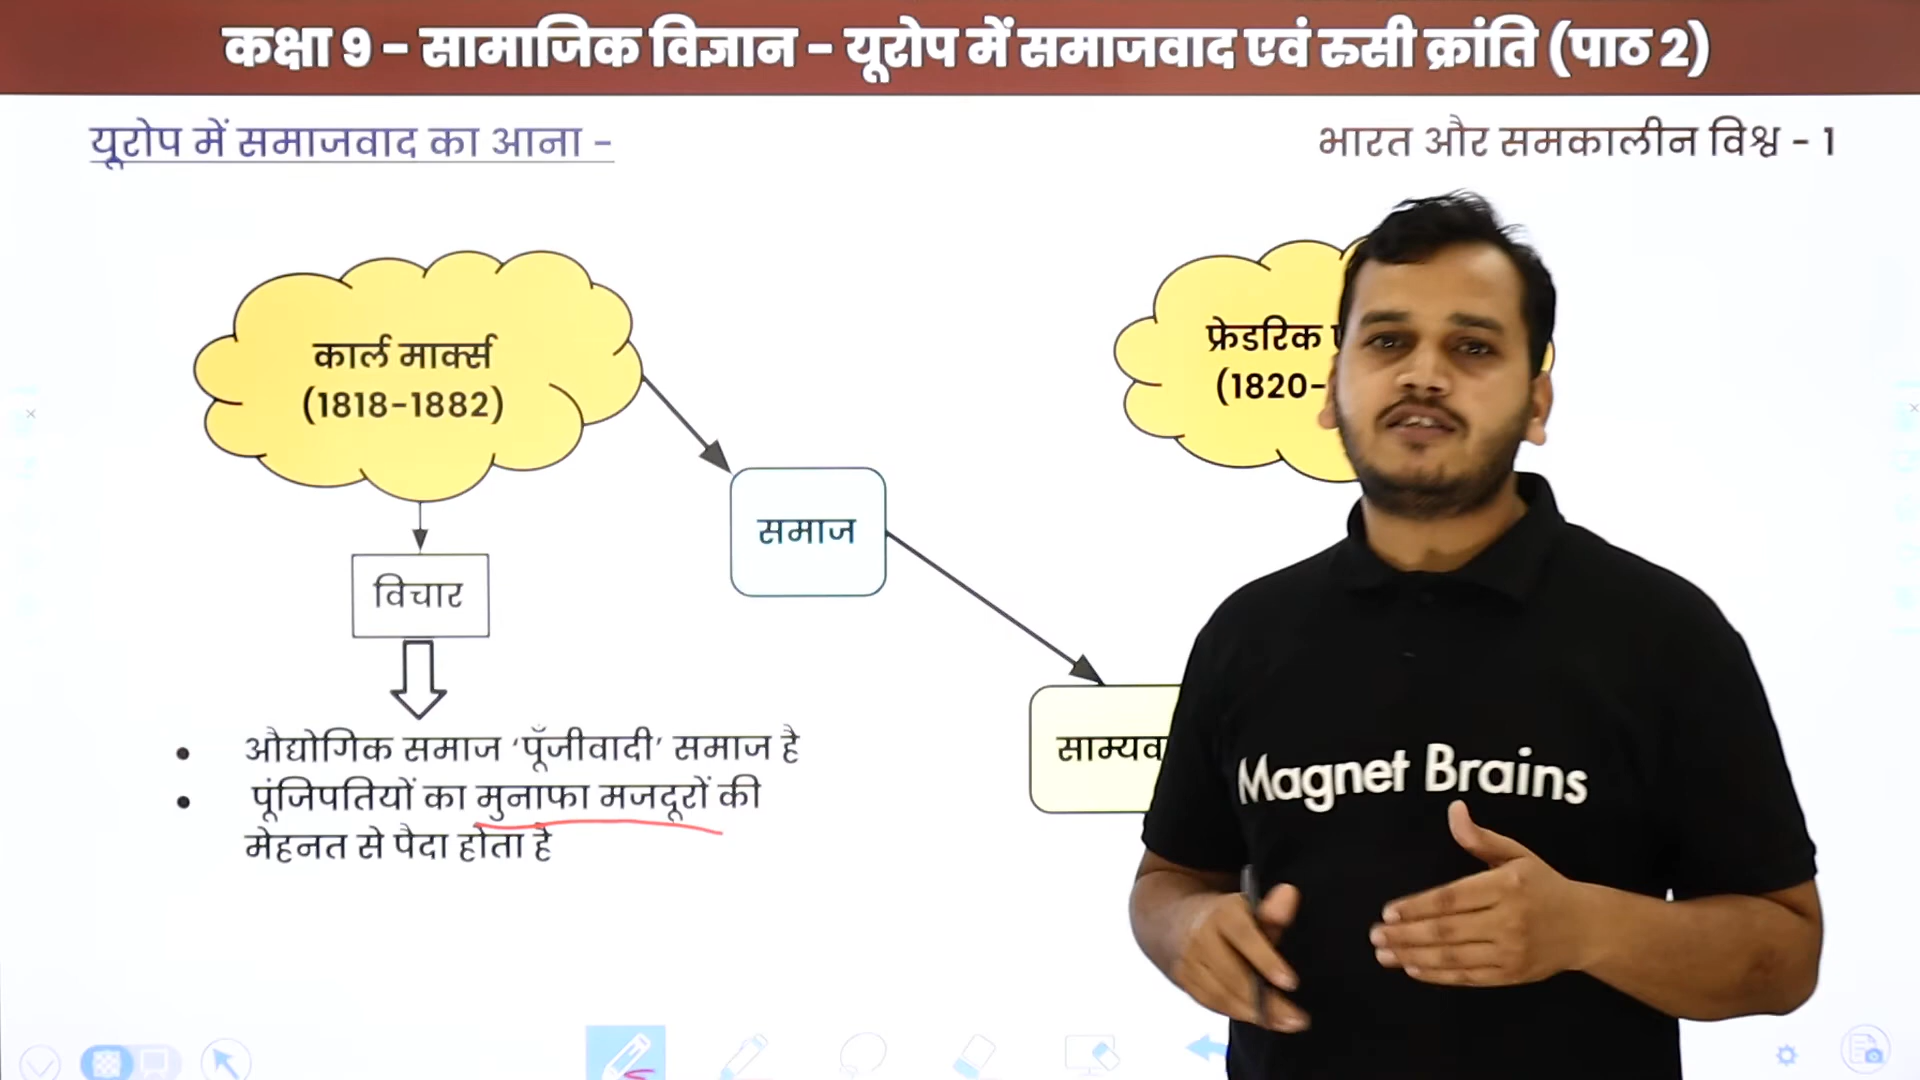 कक्षा 9 – सामाजिक विज्ञान – यूरोप में समाजवाद एवं रुसी क्रांति (पाठ 2)
यूरोप में समाजवाद का आना -
भारत और समकालीन विश्व - 1
कार्ल मार्क्स
(1818-1882)
फ्रेडरिक
(1820-
समाज
विचार
• औद्योगिक समाज ‘पूँजीवादी’ समाज है
• पूंजिपतियों का मुनाफा मजदूरों की
मेहनत से पैदा होता है
साम्यव
Magnet Brains